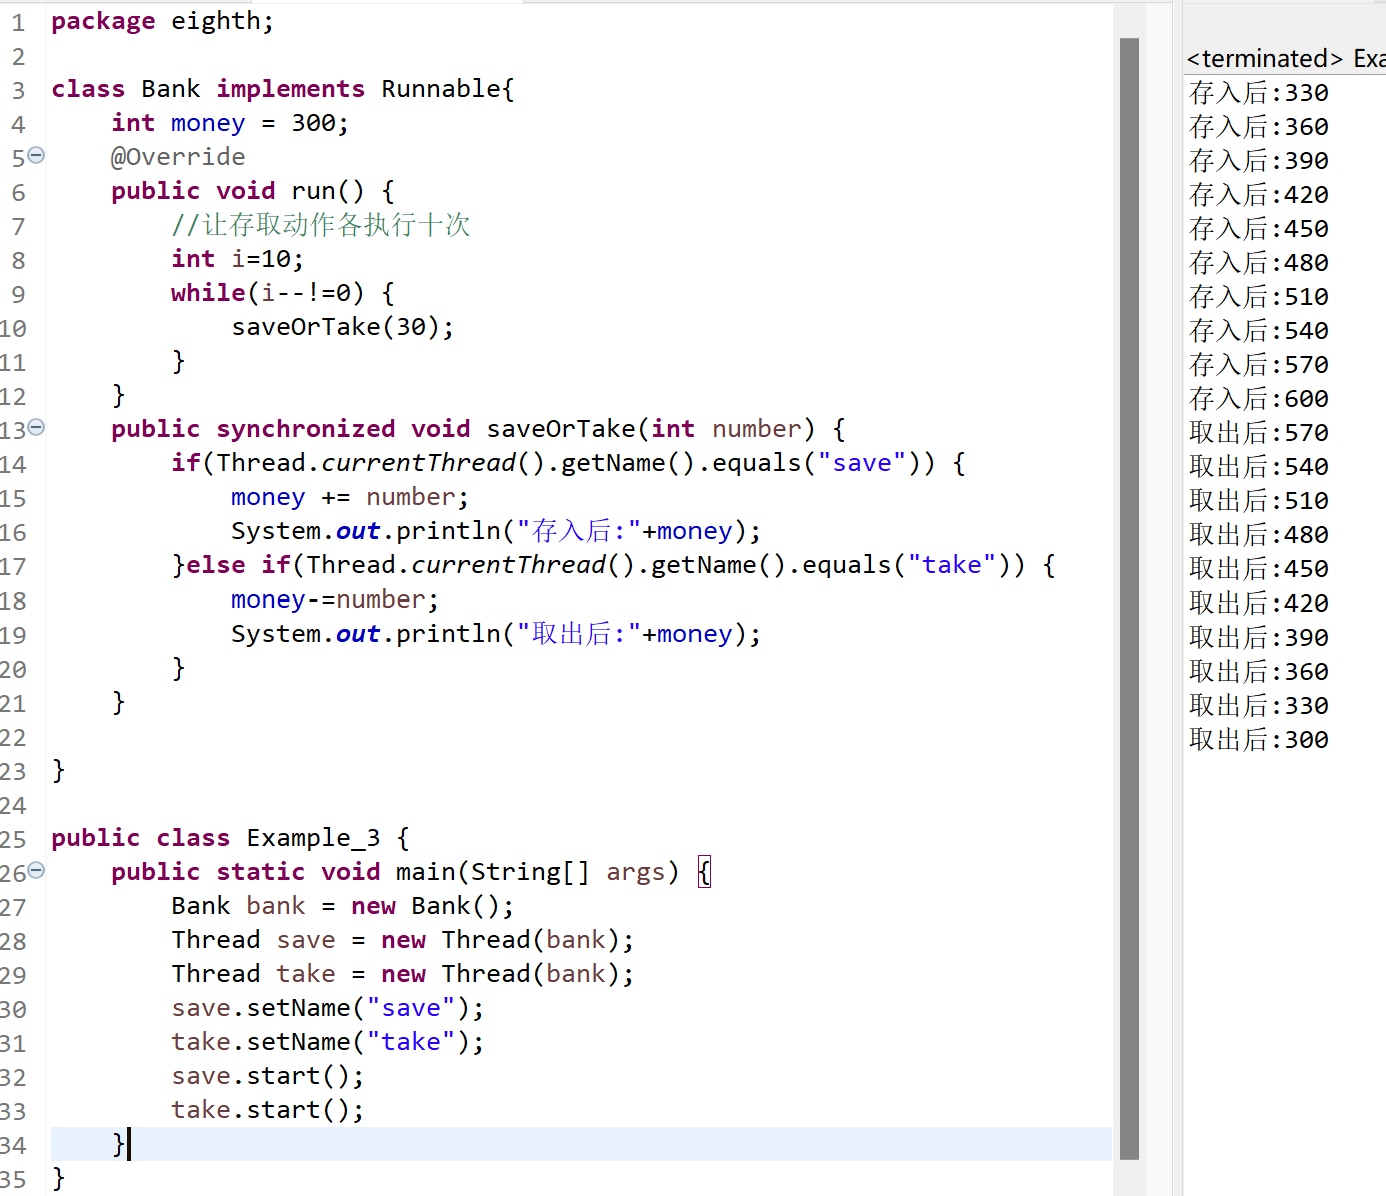 1 package eighth;
2
3 class Bank implements Runnable{
4     int money = 300;
5     @Override
6     public void run() {
7         //让存取动作各执行十次
8         int i=10;
9         while(i--!=0) {
10             saveOrTake(30);
11         }
12     }
13     public synchronized void saveOrTake(int number) {
14         if(Thread.currentThread().getName().equals("save")) {
15             money += number;
16             System.out.println("存入后:"+money);
17         }else if(Thread.currentThread().getName().equals("take")) {
18             money-=number;
19             System.out.println("取出后:"+money);
20         }
21     }
22
23 }
24
25 public class Example_3 {
26     public static void main(String[] args) {
27         Bank bank = new Bank();
28         Thread save = new Thread(bank);
29         Thread take = new Thread(bank);
30         save.setName("save");
31         take.setName("take");
32         save.start();
33         take.start();
34     }
35 }
<terminated>
存入后:330
存入后:360
存入后:390
存入后:420
存入后:450
存入后:480
存入后:510
存入后:540
存入后:570
存入后:600
取出后:570
取出后:540
取出后:510
取出后:480
取出后:450
取出后:420
取出后:390
取出后:360
取出后:330
取出后:300